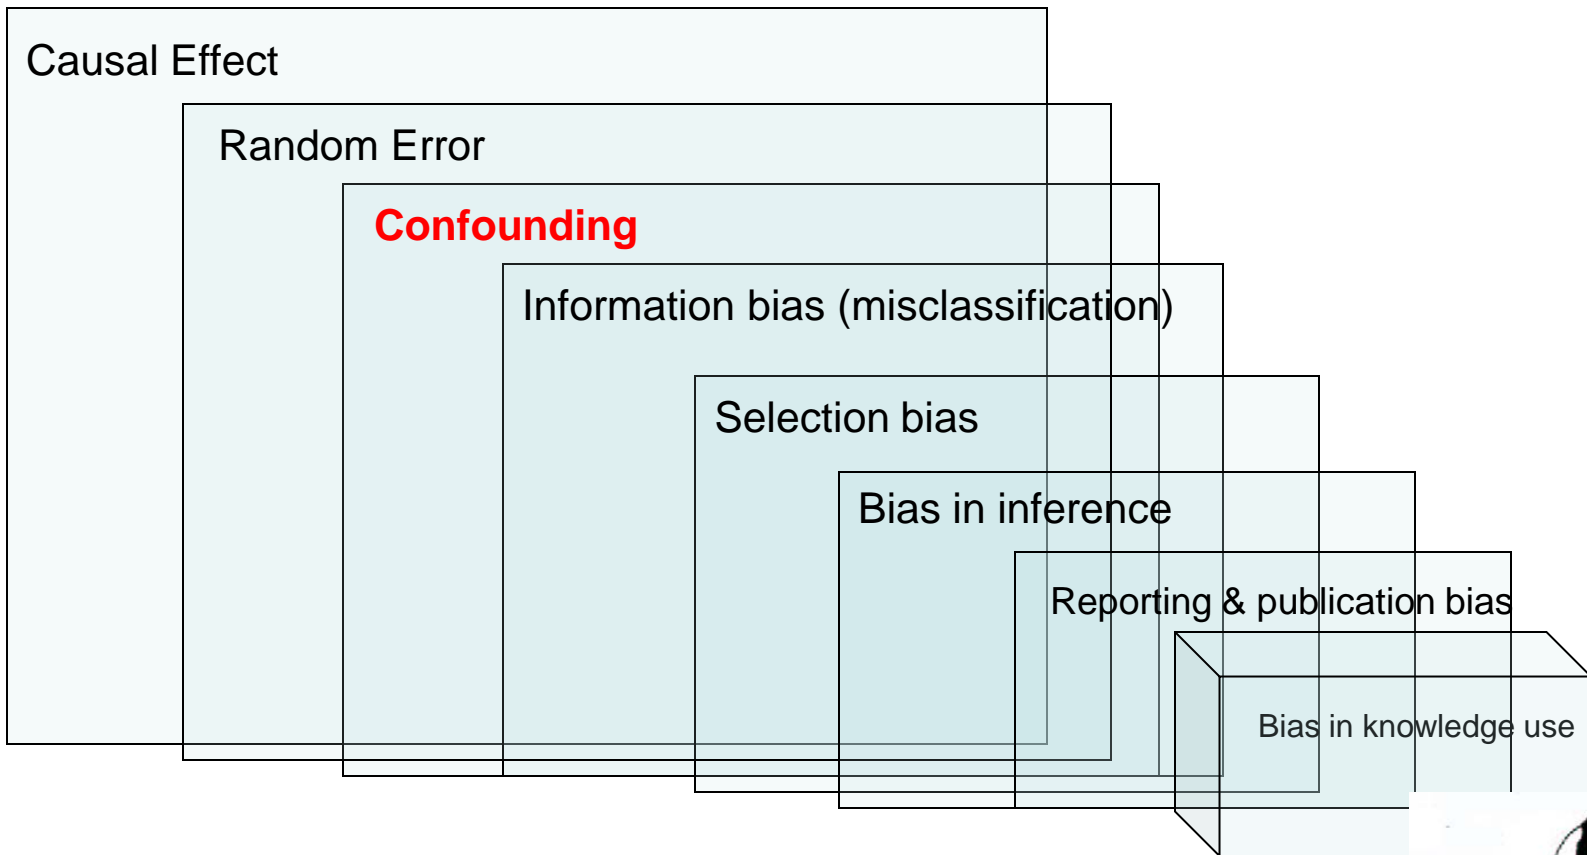 Causal Effect
Random Error
Confounding
Information bias (misclassification)
Selection bias
Bias in inference
Reporting & publication bias
Bias in knowledge use